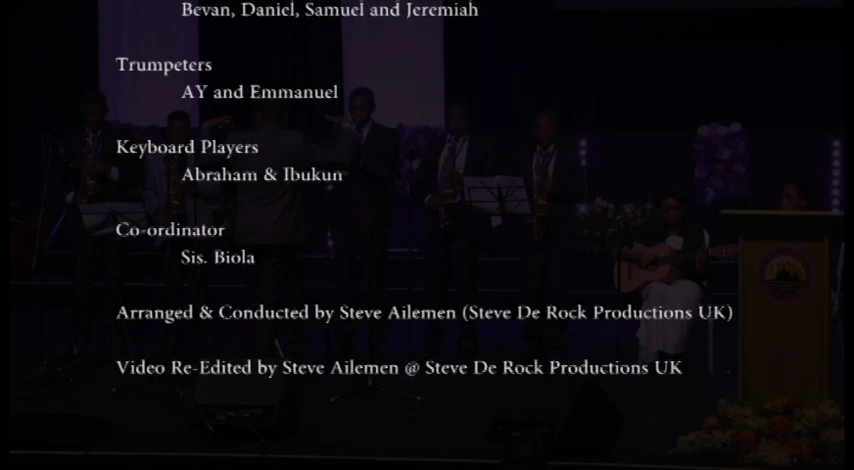 Bevan, Daniel, Samuel and Jeremiah
Trumpeters
AY and Emmanuel
Keyboard Players
Abraham & Ibukun
Co-ordinator
Sis. Biola
Arranged & Conducted by Steve Ailemen (Steve De Rock Productions UK)
Video Re-Edited by Steve Ailemen @ Steve De Rock Productions UK